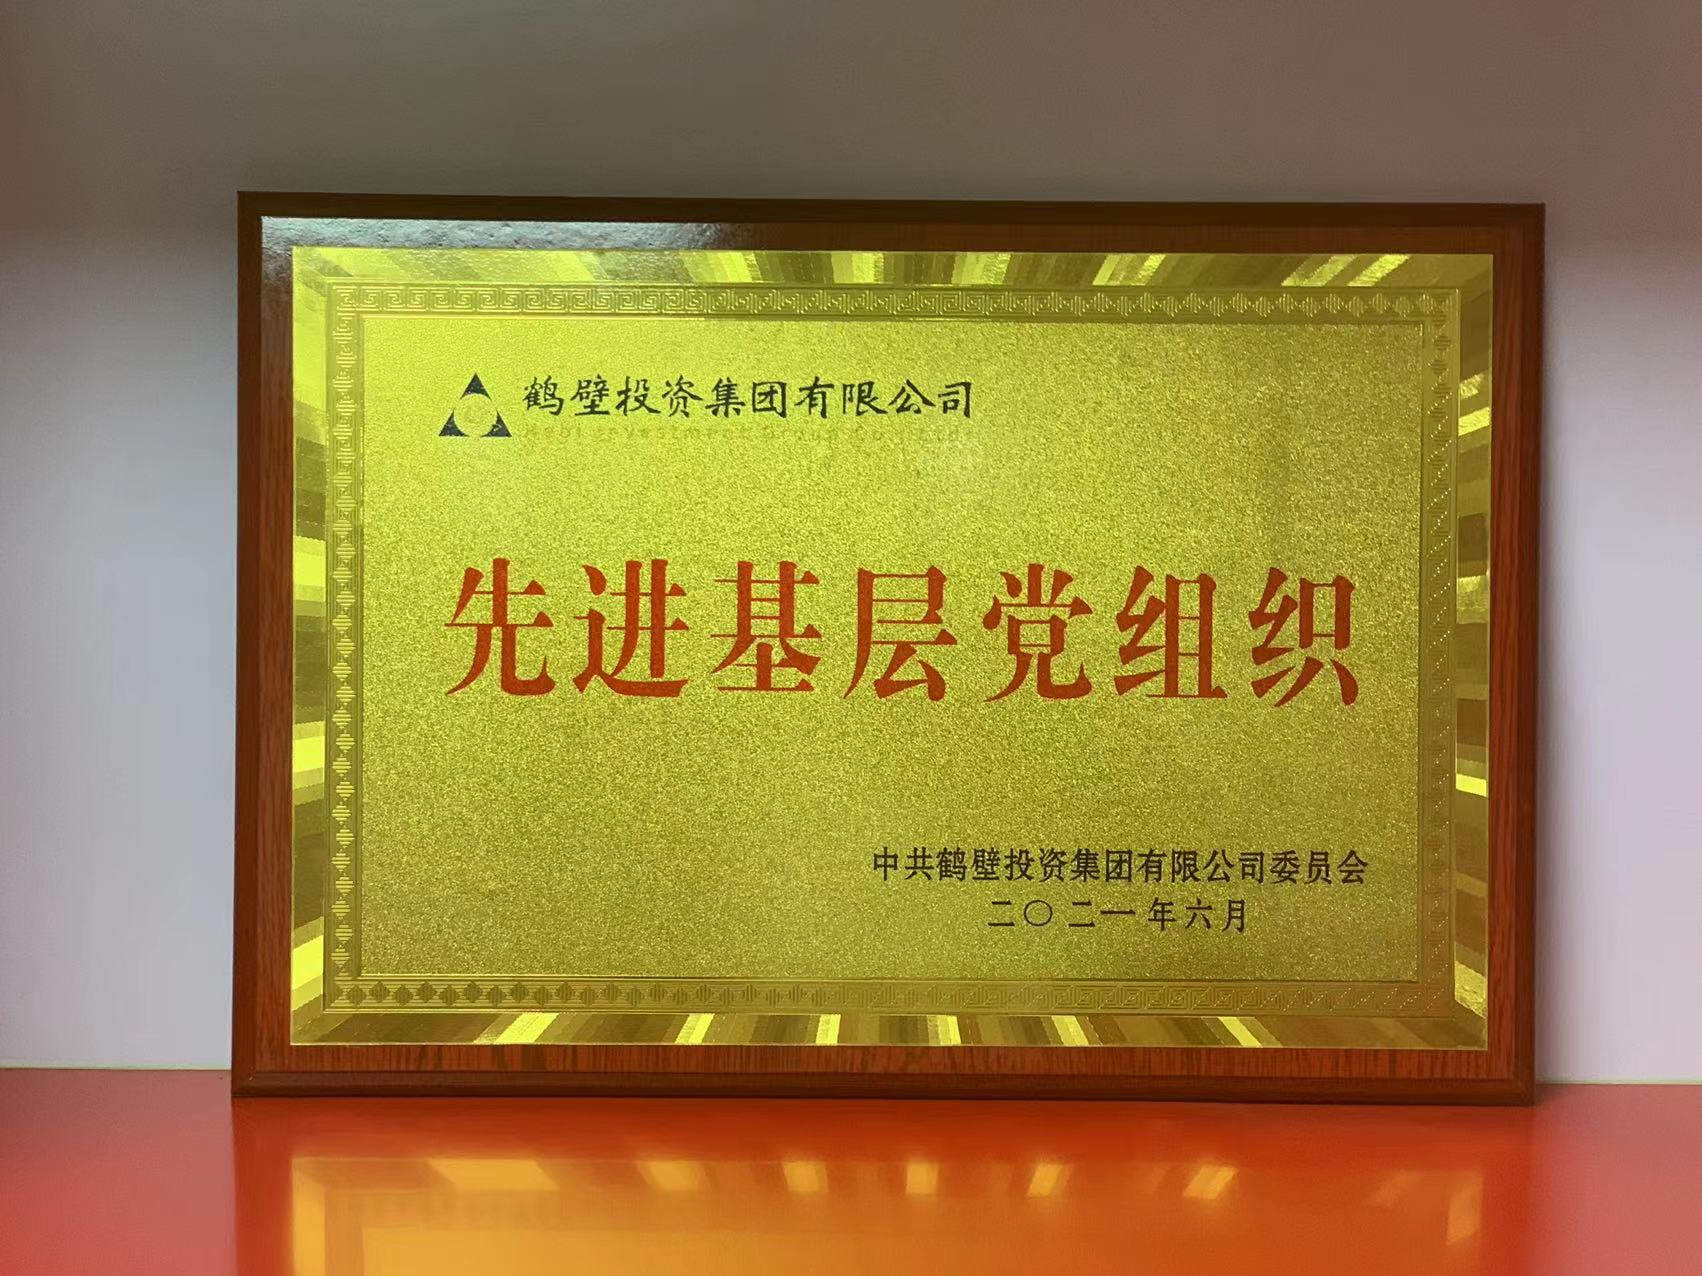 鹤壁投资集团有限公司
先进基层党组织
中共鹤壁投资集团有限公司委员会
二〇二一年六月